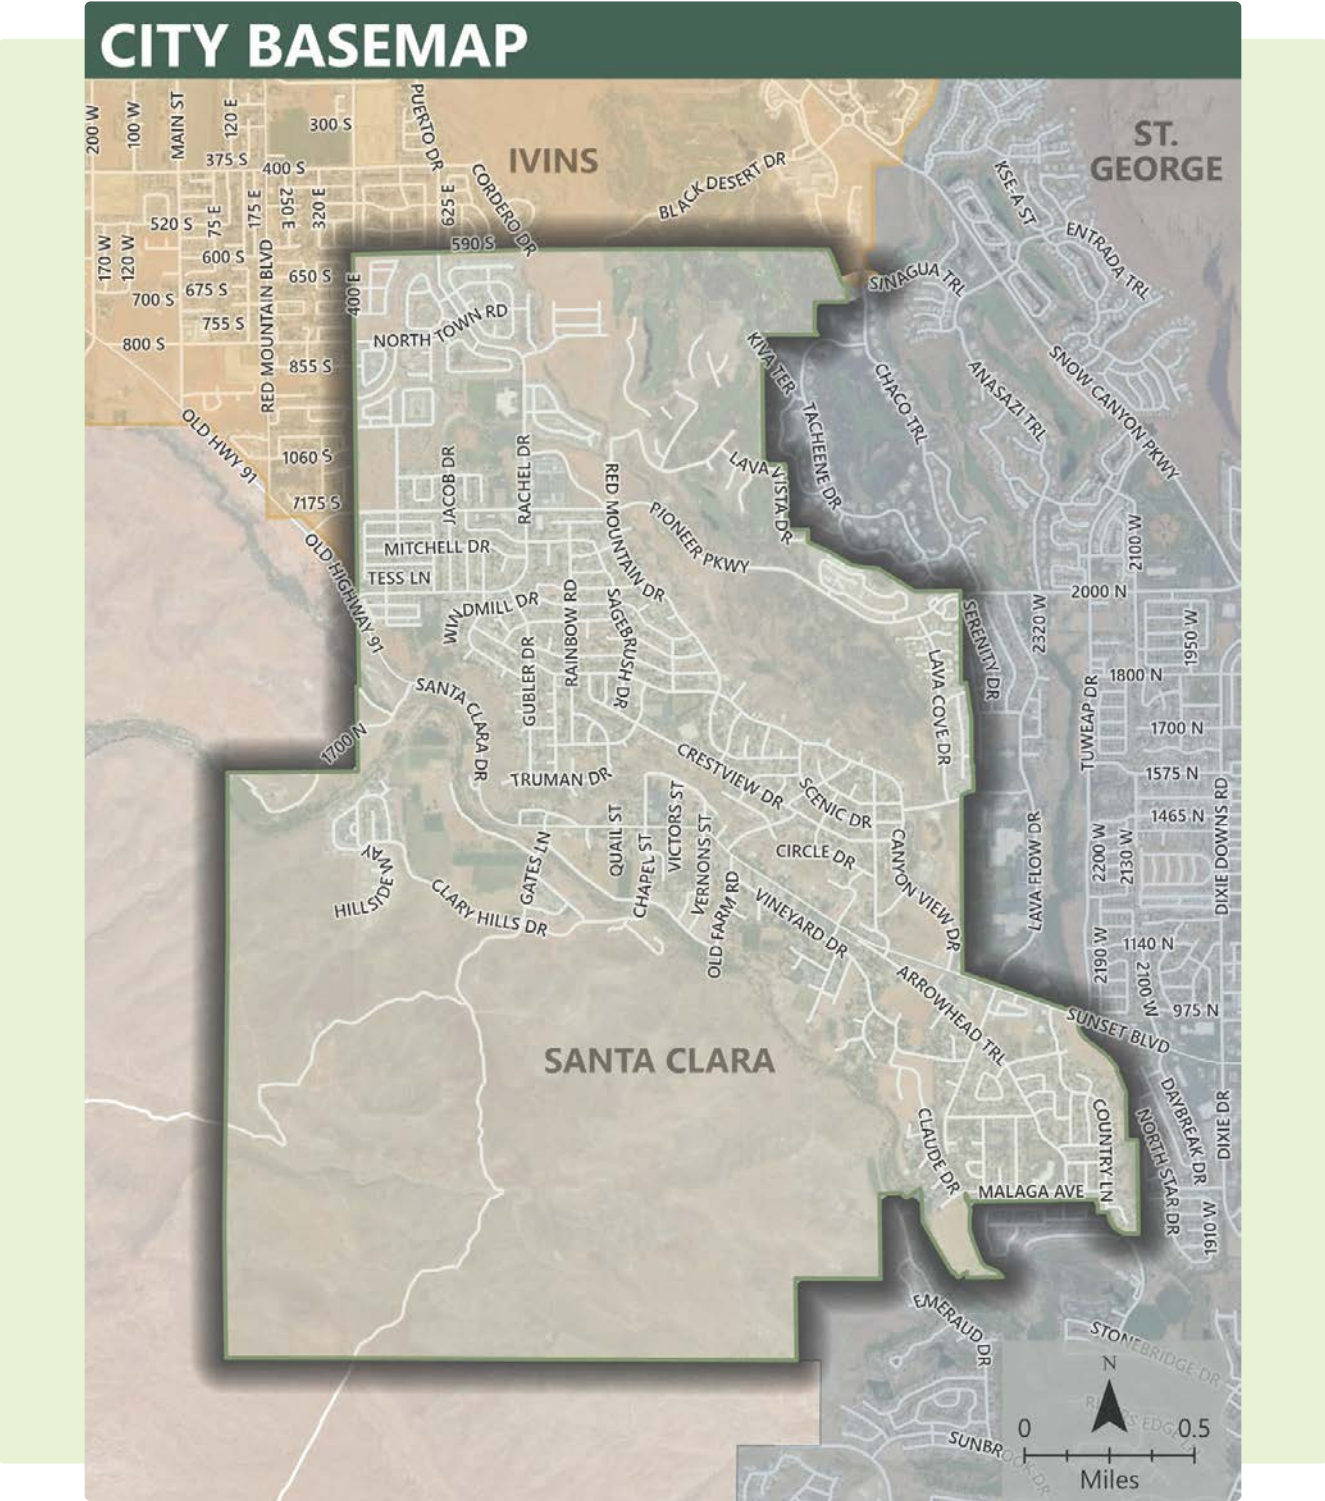 CITY BASEMAP
200 W
100 W
MAIN ST
120 E
300 S
PUERTO DR
IVINS
ST.
GEORGE
375 S
400 S
CORDERO DR
BLACK DESERT DR
KSE-A ST
175 E
250 E
320 E
625 E
75 E
520 S
ENTRADA TRL
170 W
120 W
600 S
590 S
RED MOUNTAIN BLVD
650 S
400 E
SINAGUA TRL
675 S
700 S
755 S
NORTH TOWN RD
800 S
KIVA TER
855 S
CHACO TRL
ANASAZI TRL
SNOW CANYON PKWY
OLD HWY 91
TACHEENE DR
1060 S
JACOB DR
RACHEL DR
RED MOUNTAIN DR
LAVA VISTA DR
1175 S
PIONEER PKWY
2100 W
OLD HIGHWAY 91
MITCHELL DR
TESS LN
WINDMILL DR
RAINBOW RD
SAGEBRUSH DR
2000 N
SERENITY DR
2320 W
1950 W
GUBLER DR
LAVA COVE DR
1800 N
SANTA CLARA DR
TUWEAP DR
1700 N
1700 N
CRESTVIEW DR
TRUMAN DR
SCENIC DR
1575 N
DIXIE DOWNS RD
VICTORS ST
QUAIL ST
1465 N
CHAPEL ST
VERNONS ST
CIRCLE DR
LAVA FLOW DR
2200 W
2130 W
GATES LN
CANYON VIEW DR
HILLSIDE WAY
CLARY HILLS DR
OLD FARM RD
VINEYARD DR
2190 W
1140 N
2100 W
ARROWHEAD TRL
975 N
SUNSET BLVD
SANTA CLARA
DAYBREAK DR
DIXIE DR
CLAUDE DR
COUNTRY LN
NORTH STAR DR
MALAGA AVE
1910 W
EMERAUD DR
STONEBRIDGE DR
N
0
0.5
SUNBROOK DR
Miles